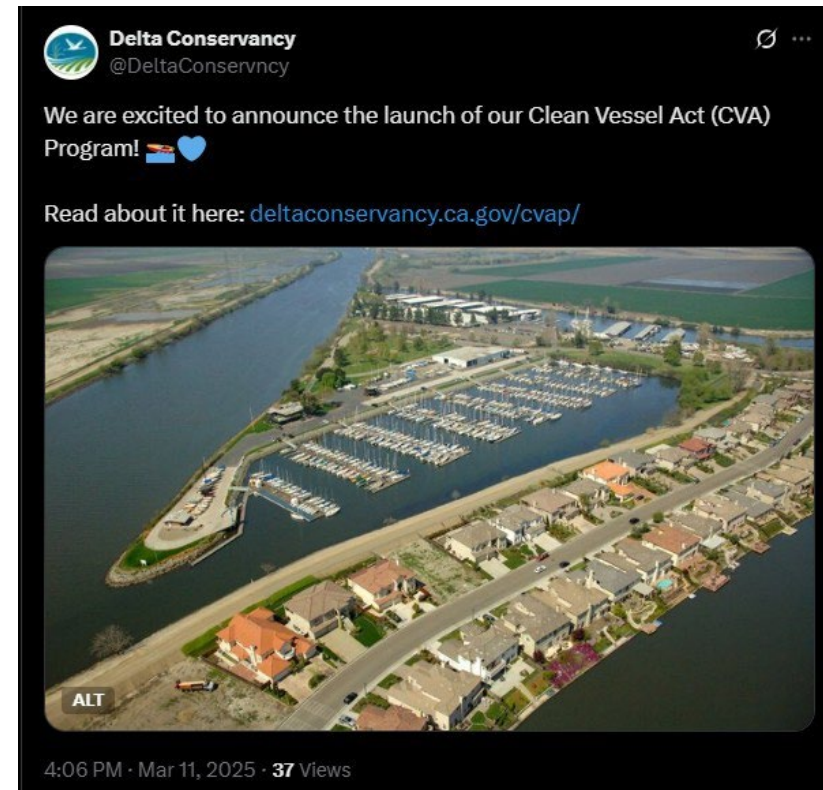 Delta Conservancy
@DeltaConservncy
We are excited to announce the launch of our Clean Vessel Act (CVA)
Program! 🚤💙
Read about it here: deltaconservancy.ca.gov/cvap/
ALT
4:06 PM · Mar 11, 2025 · 37 Views